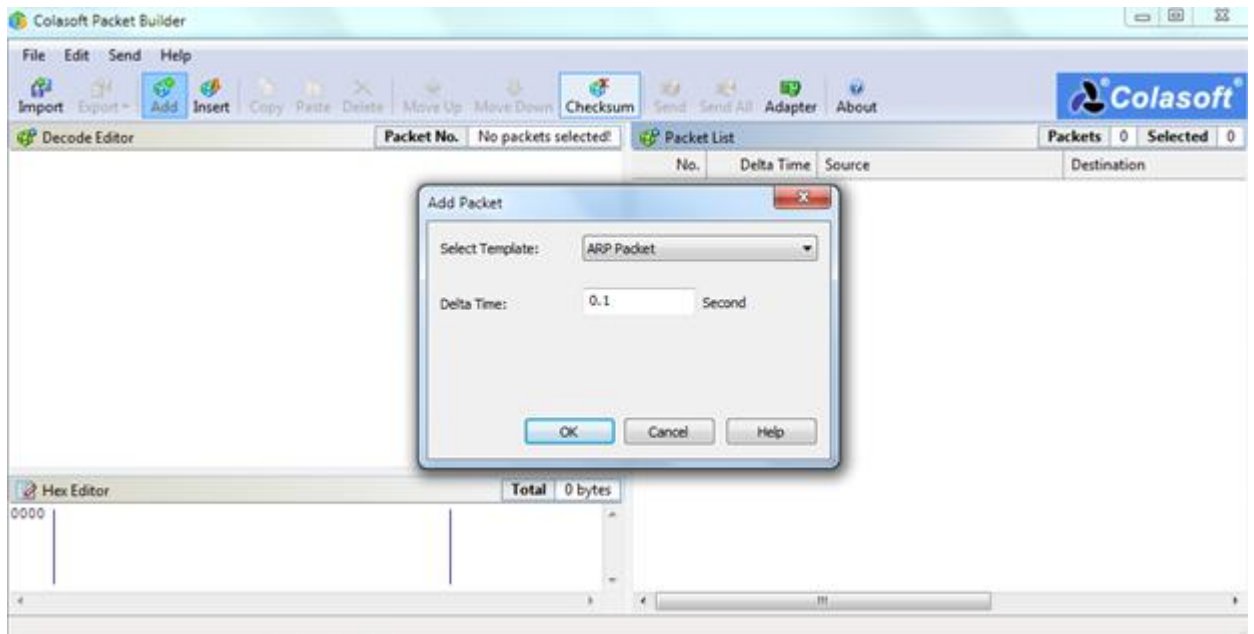 Colasoft Packet Builder
File Edit Send Help
Import Export Add Insert Copy Paste Delete Move Up Move Down Checksum Send Send All Adapter About
Colasoft
Decode Editor Packet No. No packets selected!
Packet List Packets 0 Selected 0
No. Delta Time Source Destination
Add Packet
Select Template: ARP Packet
Delta Time: 0.1 Second
OK Cancel Help
Hex Editor Total 0 bytes
0000